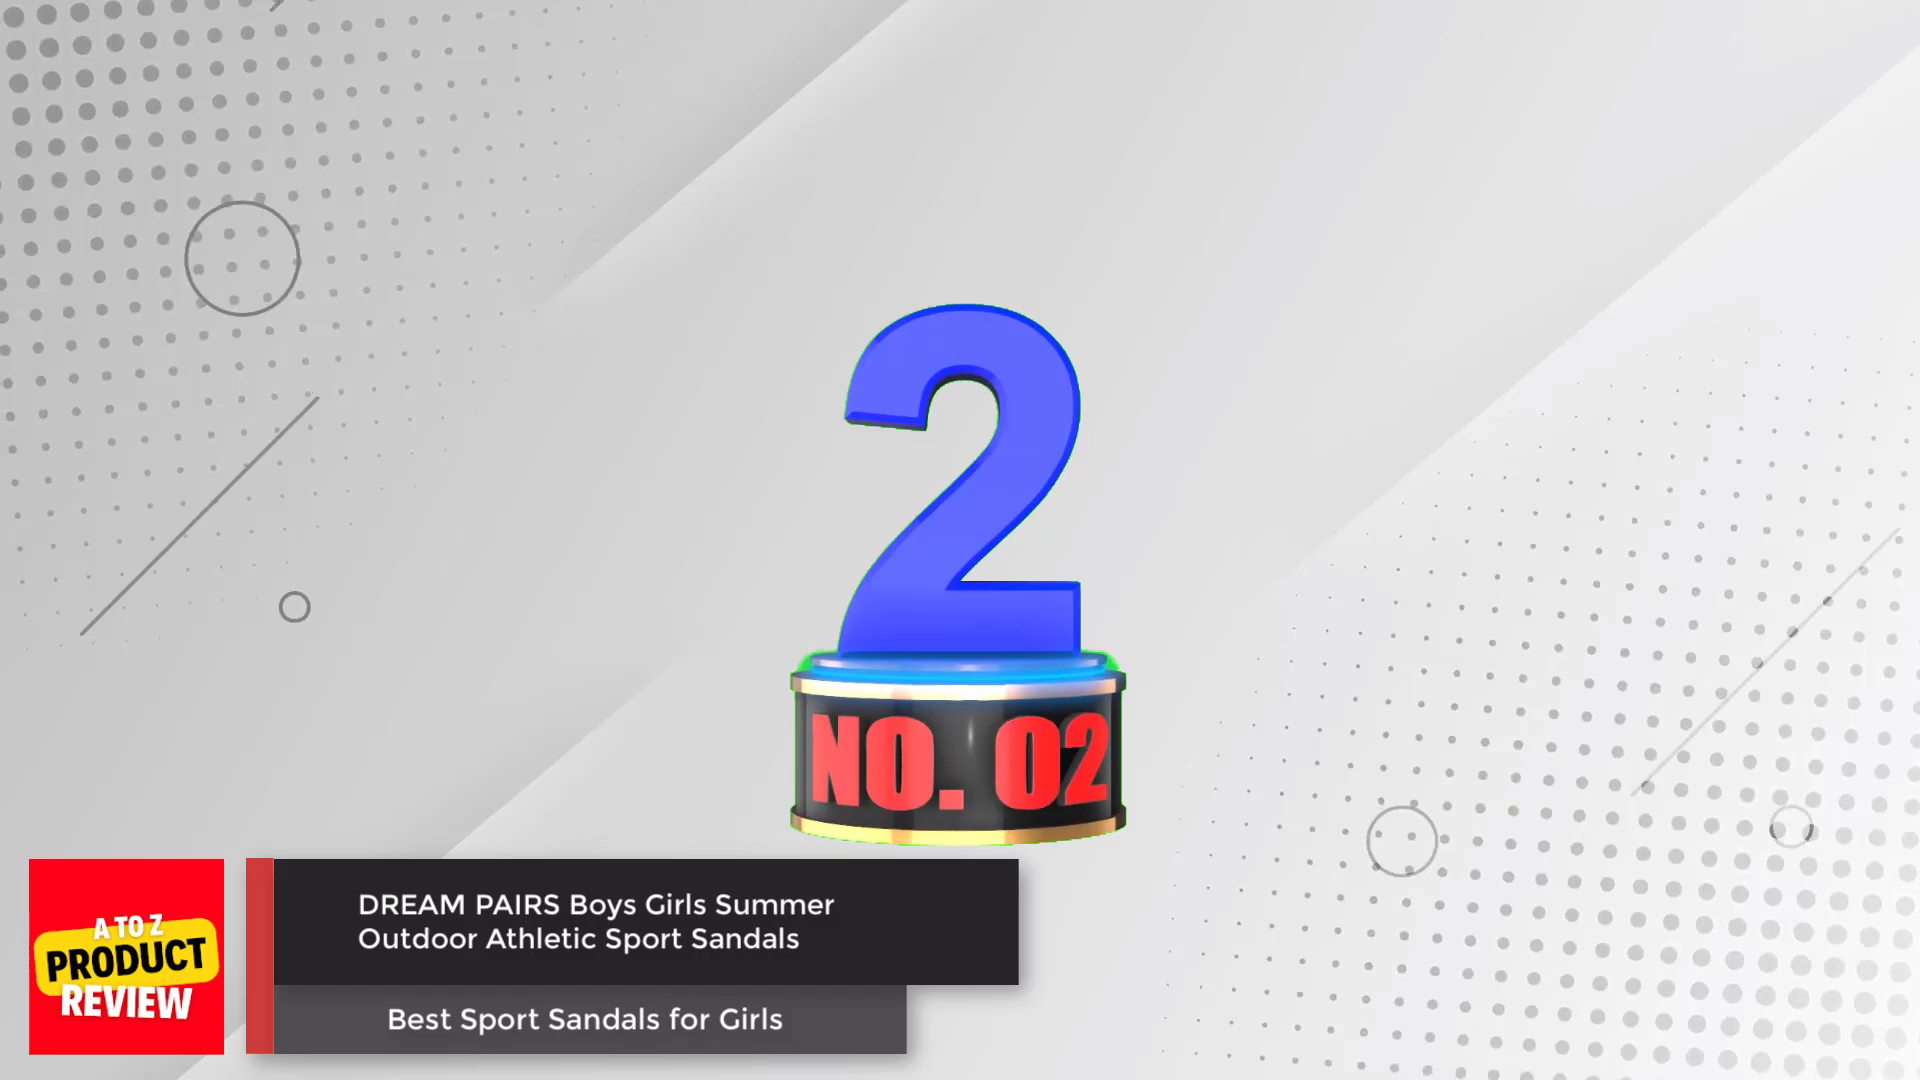 2
NO. 02
A TO Z
PRODUCT
REVIEW
DREAM PAIRS Boys Girls Summer
Outdoor Athletic Sport Sandals
Best Sport Sandals for Girls